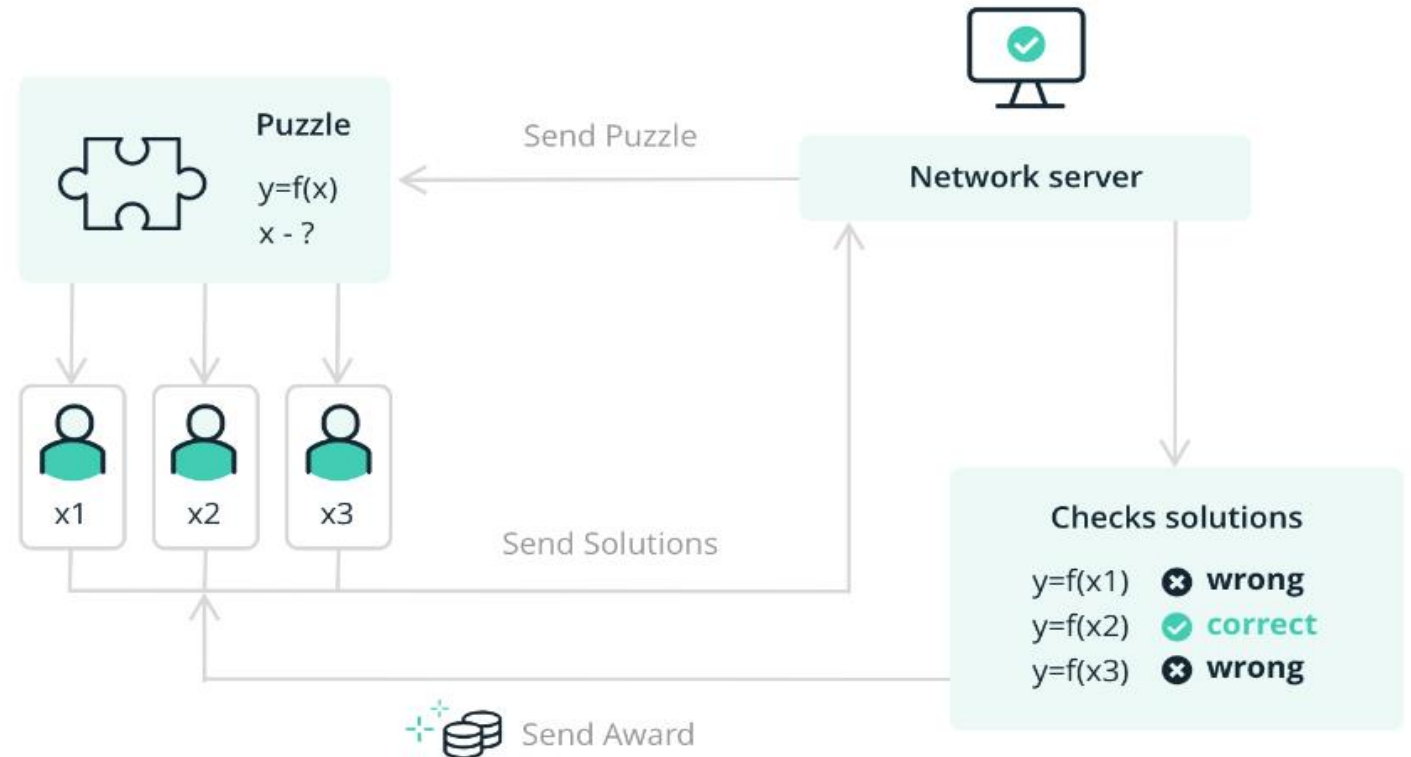 Puzzle
y=f(x)
x - ?
Send Puzzle
Network server
x1
x2
x3
Send Solutions
Checks solutions
y=f(x1) wrong
y=f(x2) correct
y=f(x3) wrong
Send Award